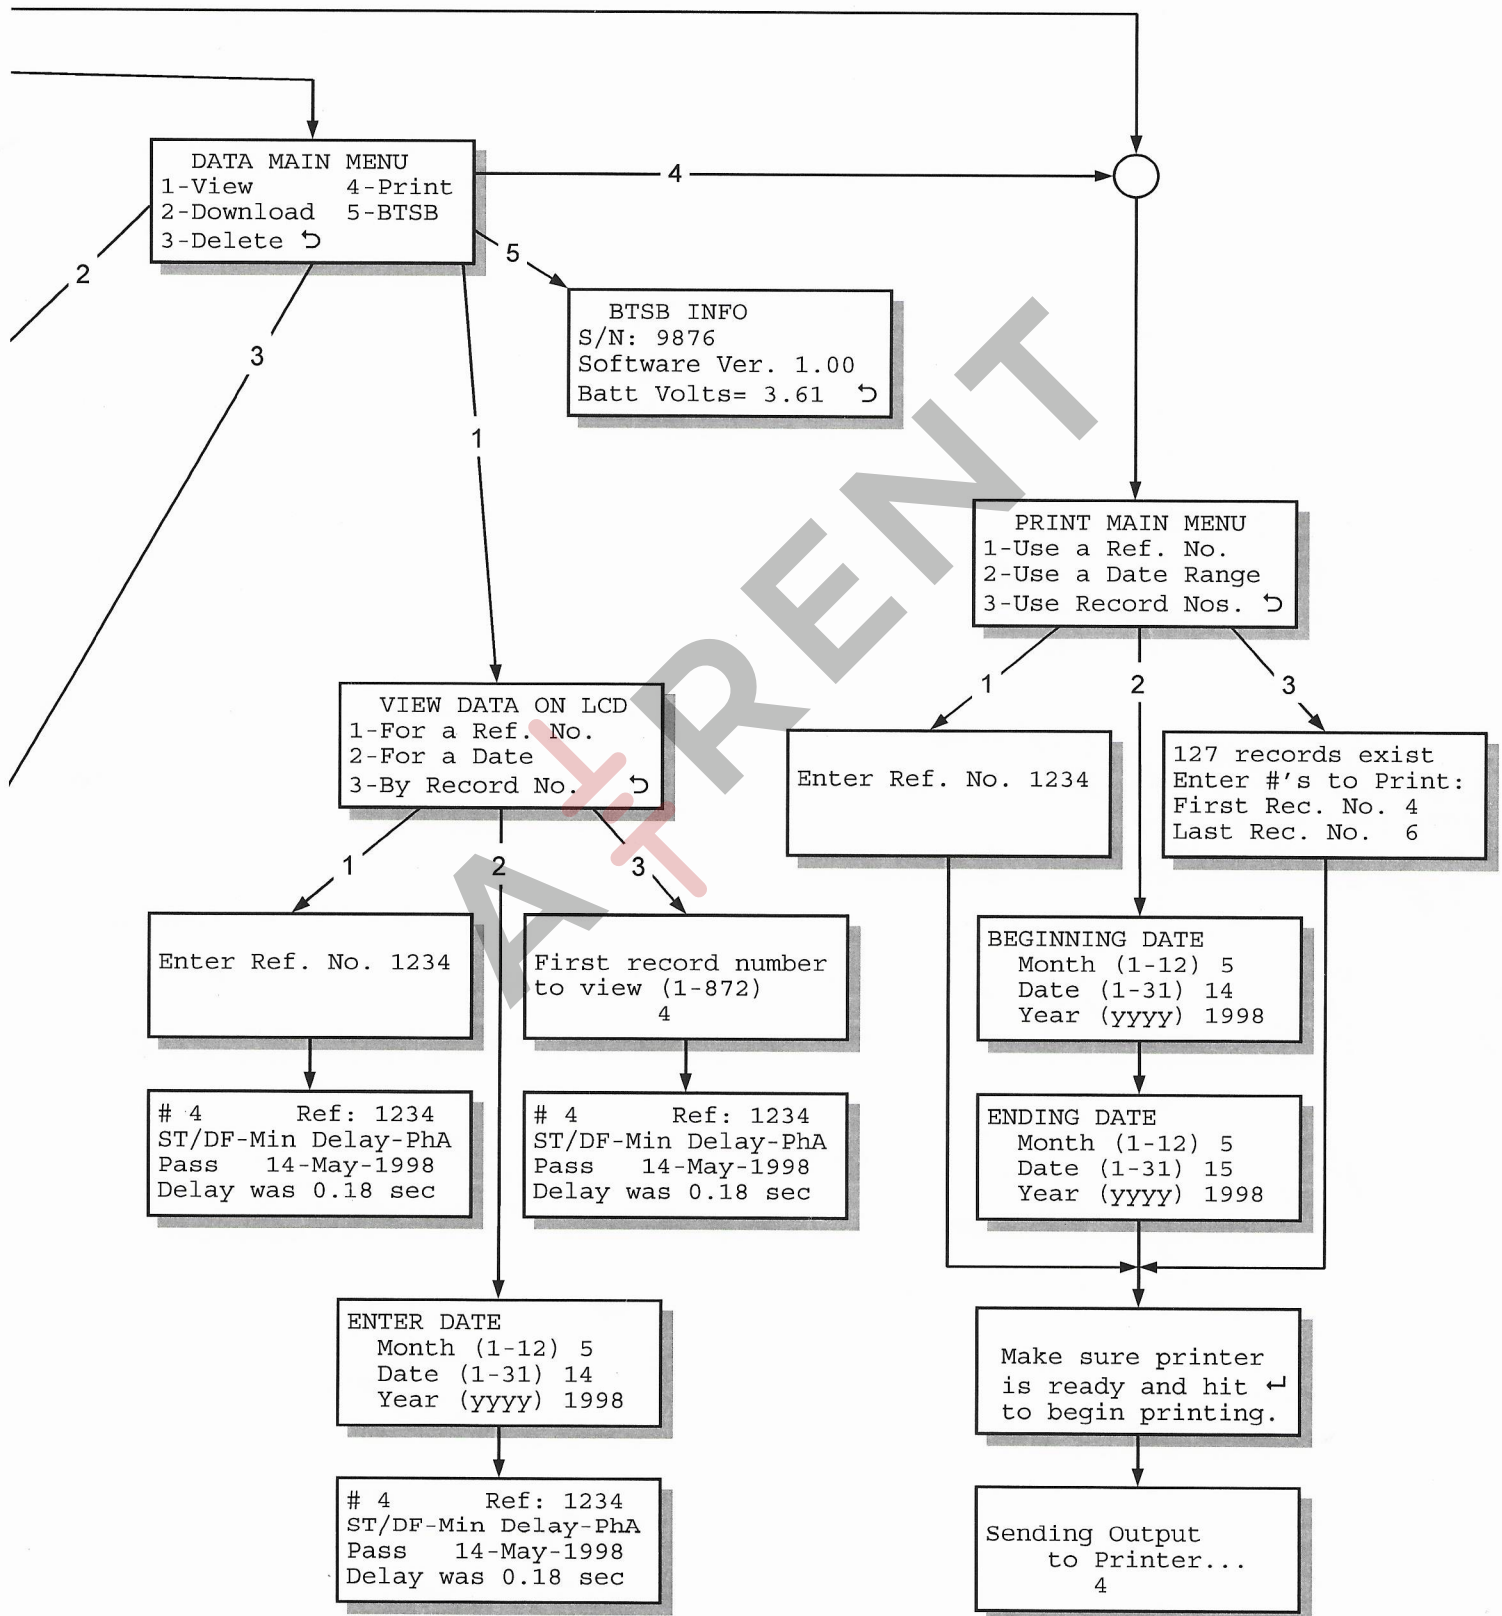 DATA MAIN MENU
1-View 4-Print
2-Download 5-BTSB
3-Delete ⮌
4
5
2
3
1
BTSB INFO
S/N: 9876
Software Ver. 1.00
Batt Volts= 3.61 ⮌
PRINT MAIN MENU
1-Use a Ref. No.
2-Use a Date Range
3-Use Record Nos. ⮌
1
2
3
VIEW DATA ON LCD
1-For a Ref. No.
2-For a Date
3-By Record No. ⮌
1
2
3
Enter Ref. No. 1234
127 records exist
Enter #'s to Print:
First Rec. No. 4
Last Rec. No. 6
Enter Ref. No. 1234
First record number
to view (1-872)
4
BEGINNING DATE
Month (1-12) 5
Date (1-31) 14
Year (yyyy) 1998
# 4 Ref: 1234
ST/DF-Min Delay-PhA
Pass 14-May-1998
Delay was 0.18 sec
# 4 Ref: 1234
ST/DF-Min Delay-PhA
Pass 14-May-1998
Delay was 0.18 sec
ENDING DATE
Month (1-12) 5
Date (1-31) 15
Year (yyyy) 1998
ENTER DATE
Month (1-12) 5
Date (1-31) 14
Year (yyyy) 1998
Make sure printer
is ready and hit ↵
to begin printing.
# 4 Ref: 1234
ST/DF-Min Delay-PhA
Pass 14-May-1998
Delay was 0.18 sec
Sending Output
to Printer...
4
ATRENT